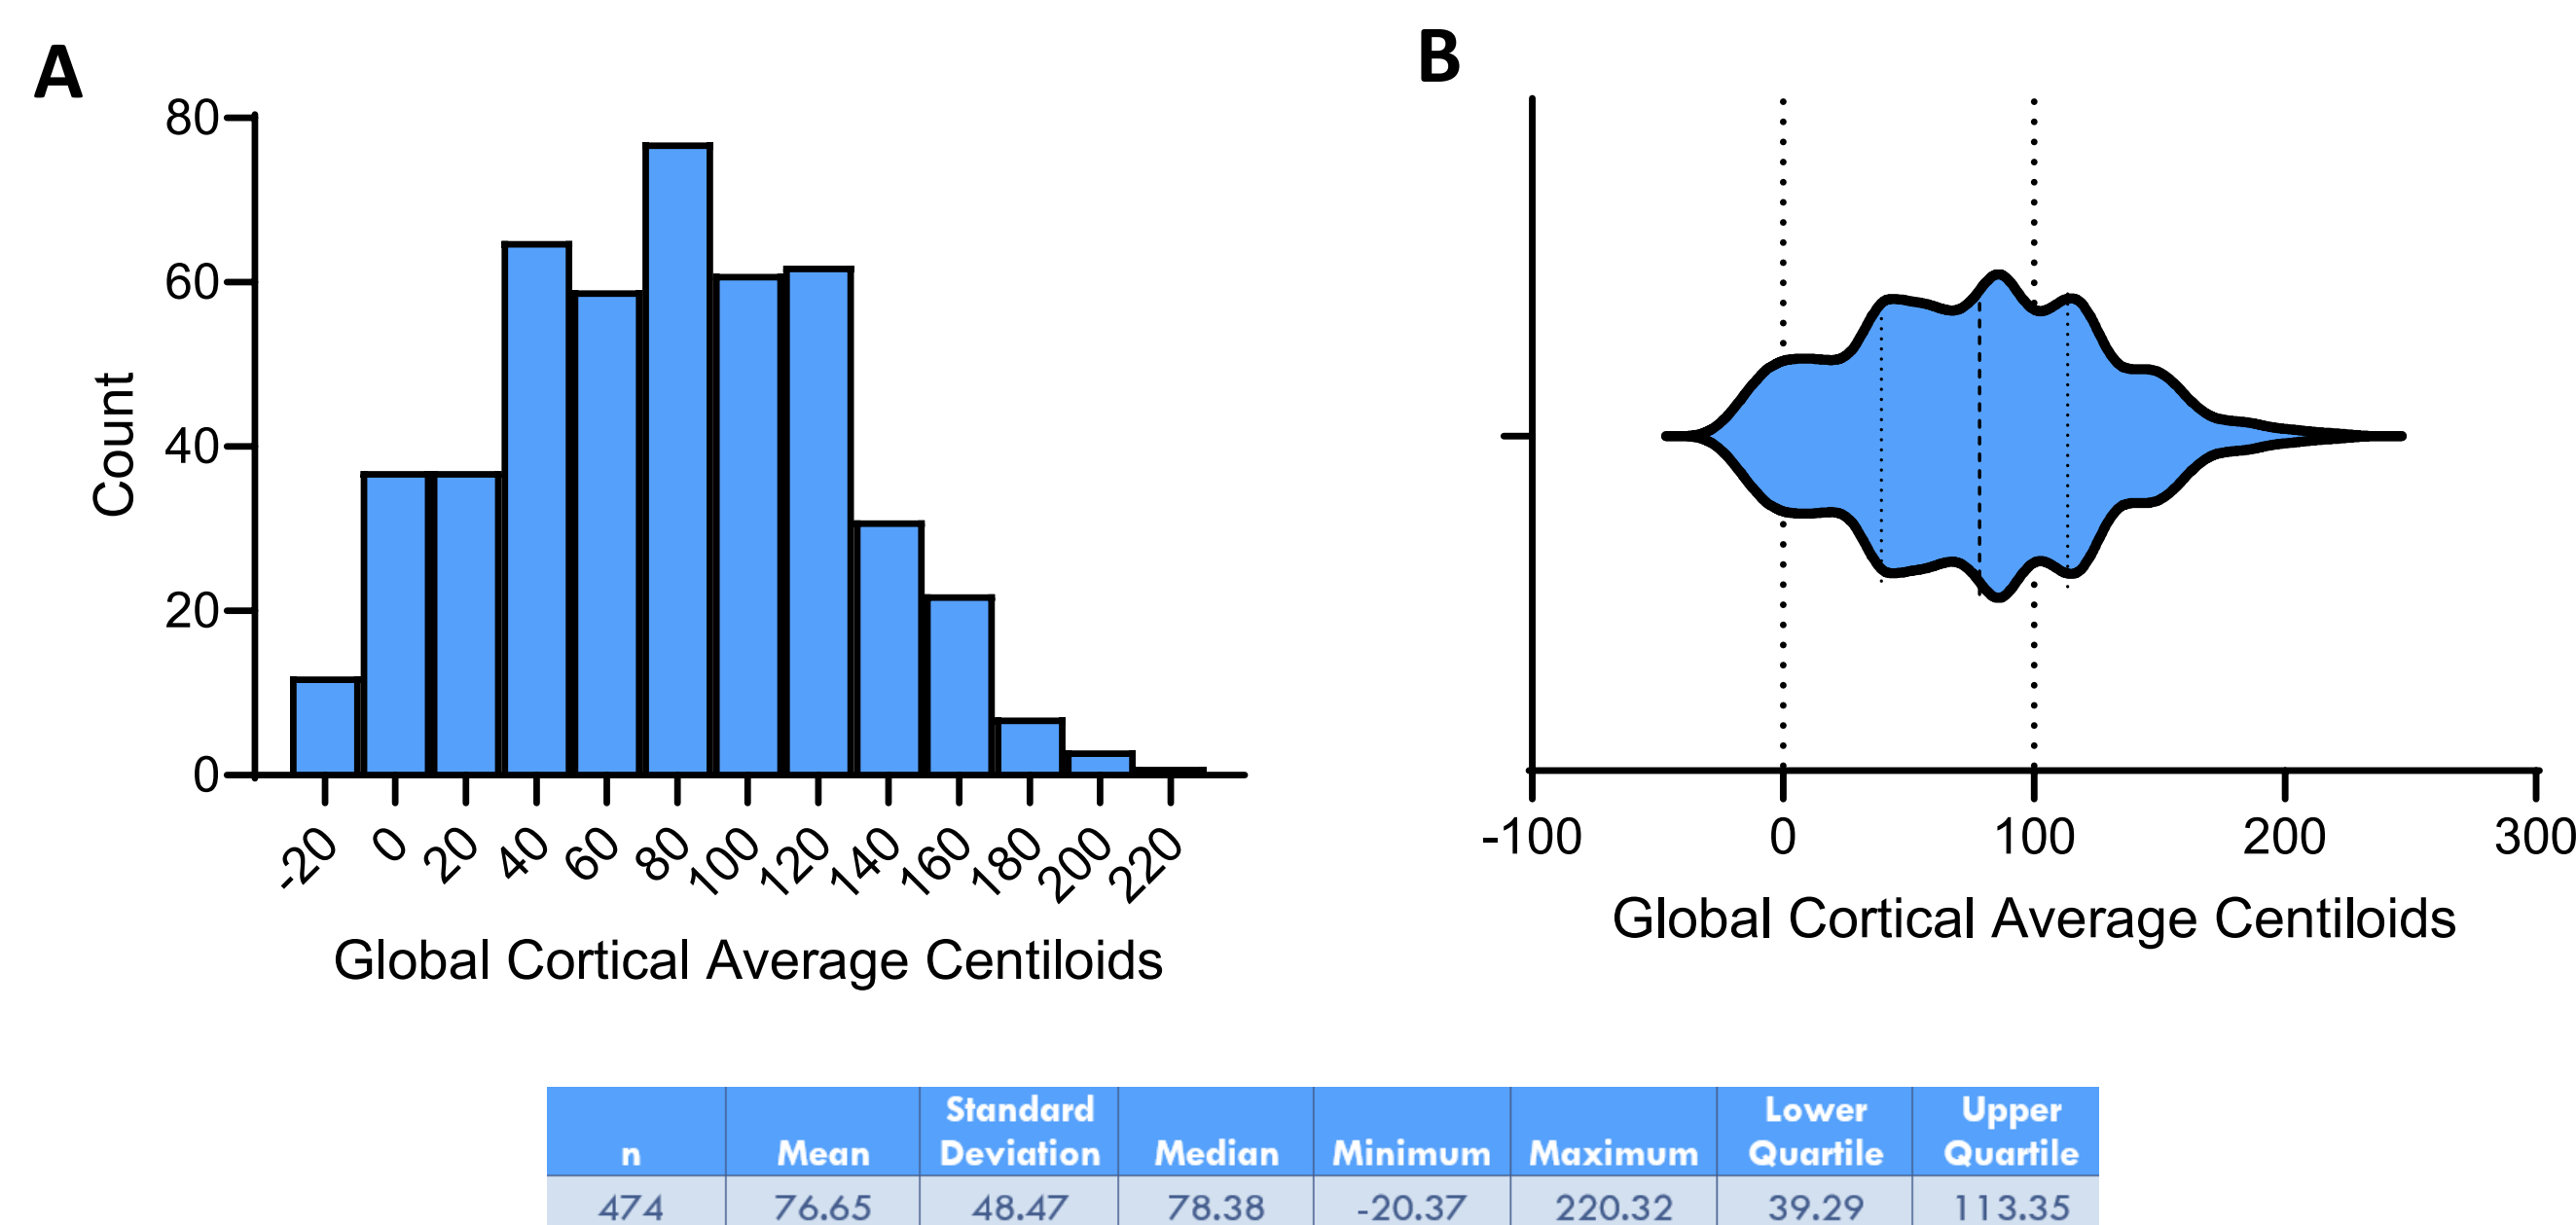 A
80
60
40
20
0
Count
-20 0 20 40 60 80 100 120 140 160 180 200 220
Global Cortical Average Centiloids
B
-100 0 100 200 300
Global Cortical Average Centiloids
n Mean Standard Deviation Median Minimum Maximum Lower Quartile Upper Quartile
474 76.65 48.47 78.38 -20.37 220.32 39.29 113.35